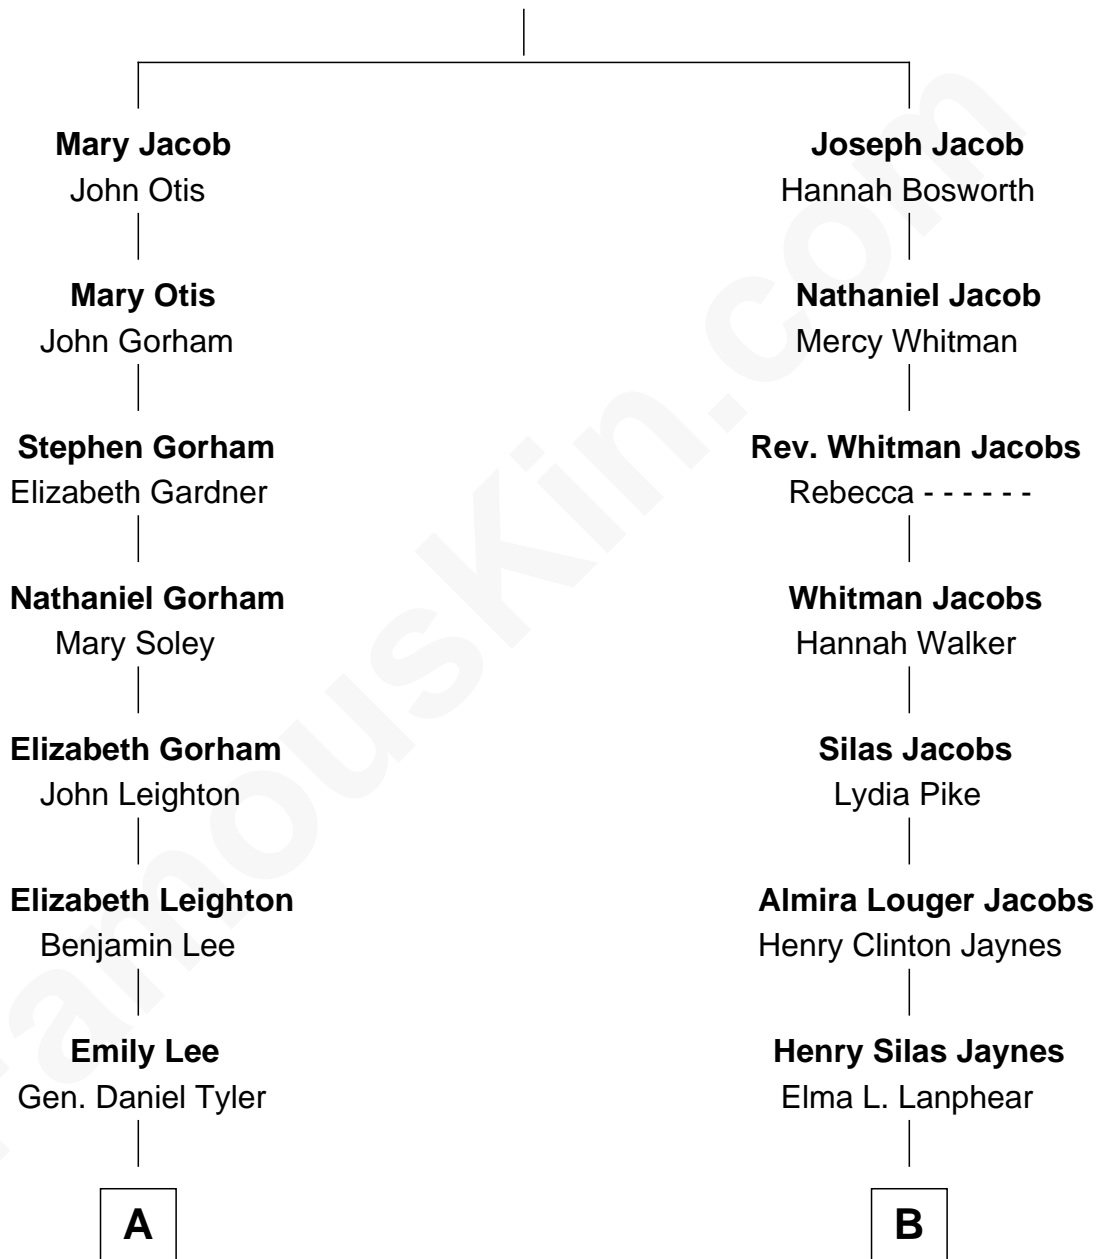 Mary Jacob
John Otis
Mary Otis
John Gorham
Stephen Gorham
Elizabeth Gardner
Nathaniel Gorham
Mary Soley
Elizabeth Gorham
John Leighton
Elizabeth Leighton
Benjamin Lee
Emily Lee
Gen. Daniel Tyler
A
Joseph Jacob
Hannah Bosworth
Nathaniel Jacob
Mercy Whitman
Rev. Whitman Jacobs
Rebecca - - - - - -
Whitman Jacobs
Hannah Walker
Silas Jacobs
Lydia Pike
Almira Louger Jacobs
Henry Clinton Jaynes
Henry Silas Jaynes
Elma L. Lanphear
B
FamousKin.com